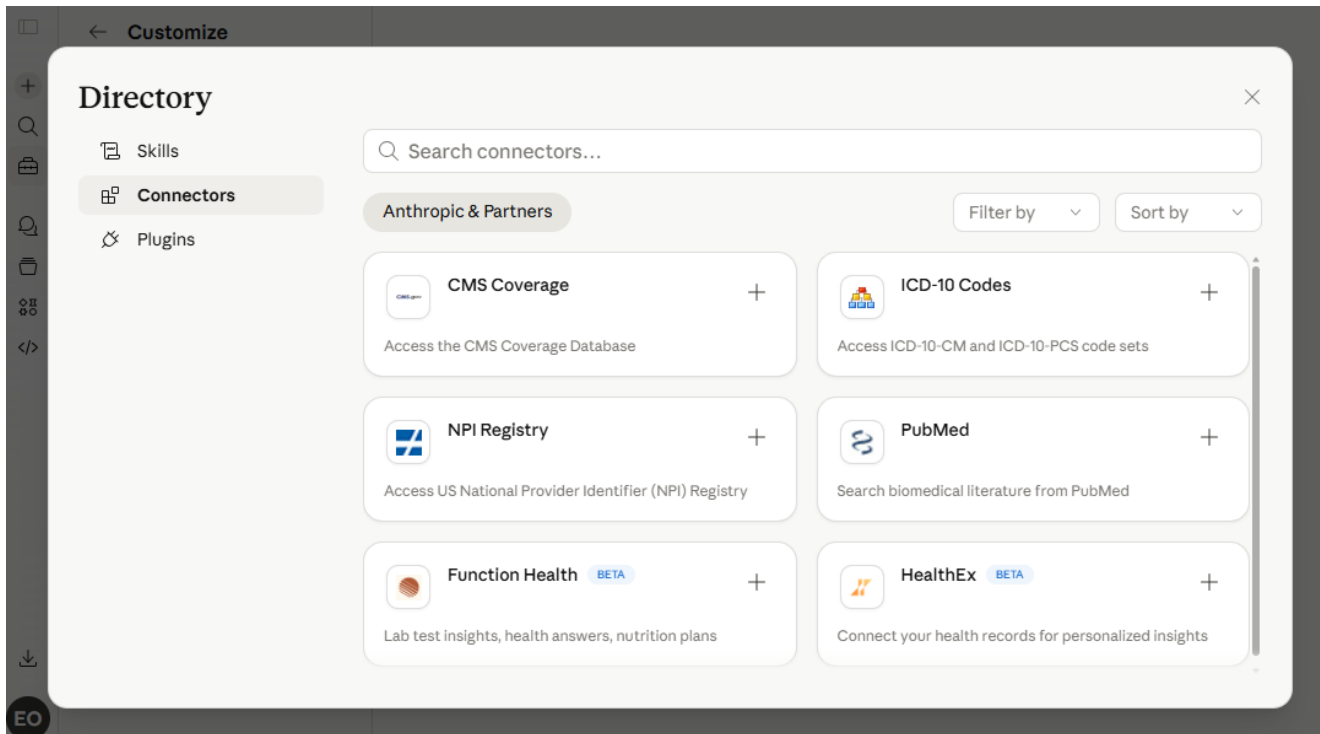 Customize
Directory
Skills
Connectors
Plugins
Search connectors...
Anthropic & Partners
Filter by
Sort by
CMS Coverage
Access the CMS Coverage Database
ICD-10 Codes
Access ICD-10-CM and ICD-10-PCS code sets
NPI Registry
Access US National Provider Identifier (NPI) Registry
PubMed
Search biomedical literature from PubMed
Function Health BETA
Lab test insights, health answers, nutrition plans
HealthEx BETA
Connect your health records for personalized insights
EO